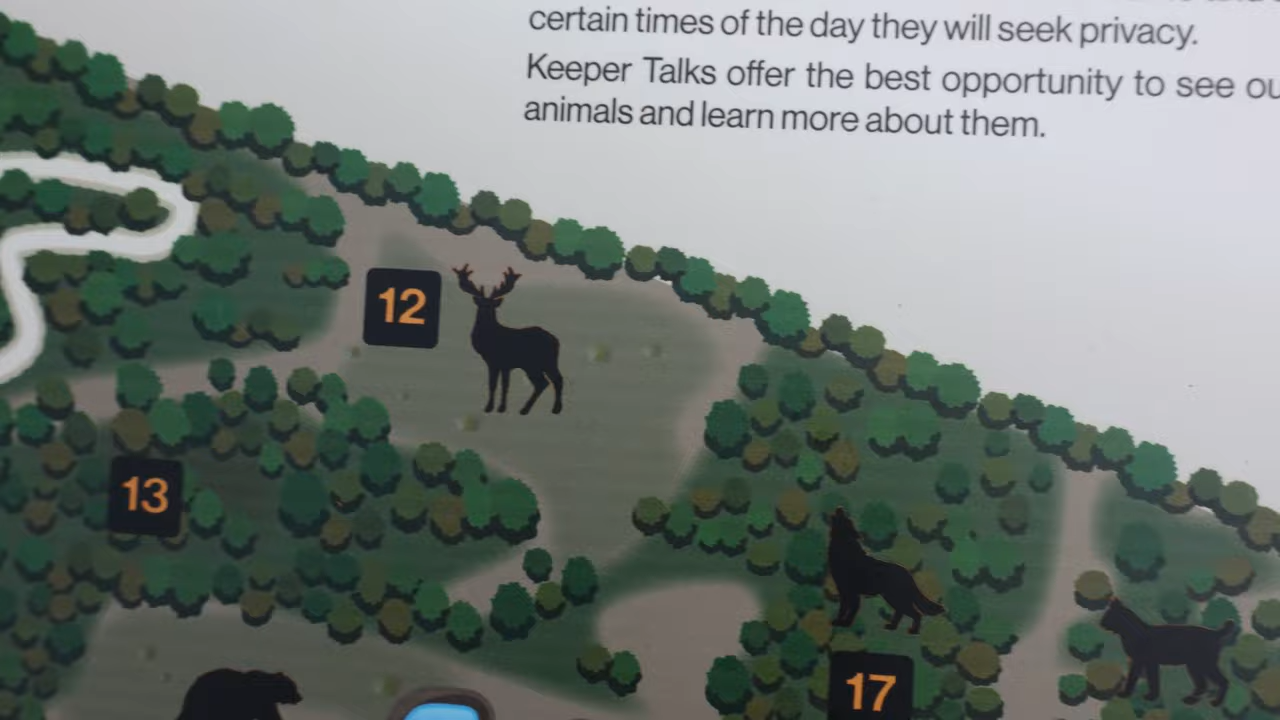 certain times of the day they will seek privacy.
Keeper Talks offer the best opportunity to see
animals and learn more about them.
12
13
17